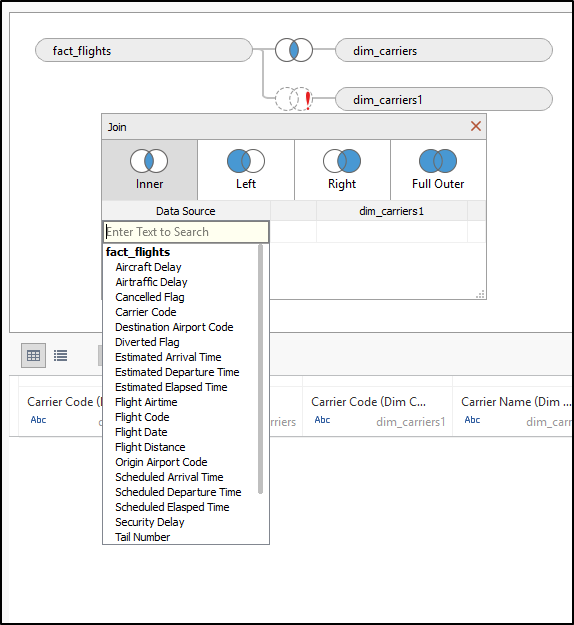 fact_flights
dim_carriers
dim_carriers1
Join
Inner
Left
Right
Full Outer
Data Source
dim_carriers1
Enter Text to Search
fact_flights
Aircraft Delay
Airtraffic Delay
Cancelled Flag
Carrier Code
Destination Airport Code
Diverted Flag
Estimated Arrival Time
Estimated Departure Time
Estimated Elapsed Time
Flight Airtime
Flight Code
Flight Date
Flight Distance
Origin Airport Code
Scheduled Arrival Time
Scheduled Departure Time
Scheduled Elasped Time
Security Delay
Tail Number
Carrier Code (D
Carrier Code (Dim C...
Carrier Name (Dim ...
Abc
rriers
Abc
dim_carriers1
Abc
dim_carr